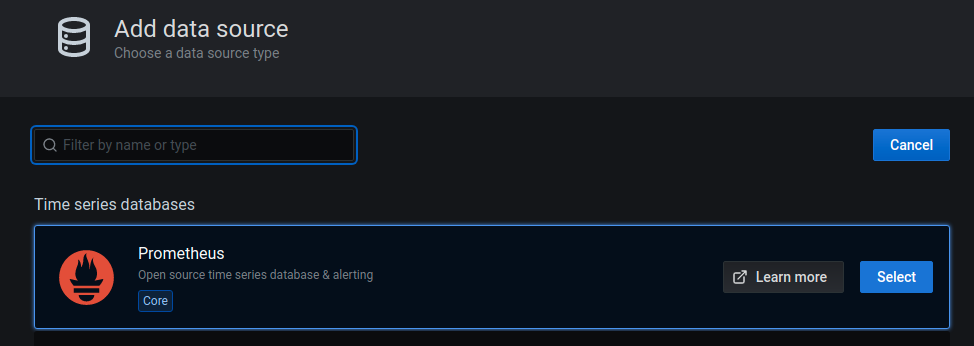 Add data source
Choose a data source type
Filter by name or type
Cancel
Time series databases
Prometheus
Open source time series database & alerting
Core
Learn more
Select